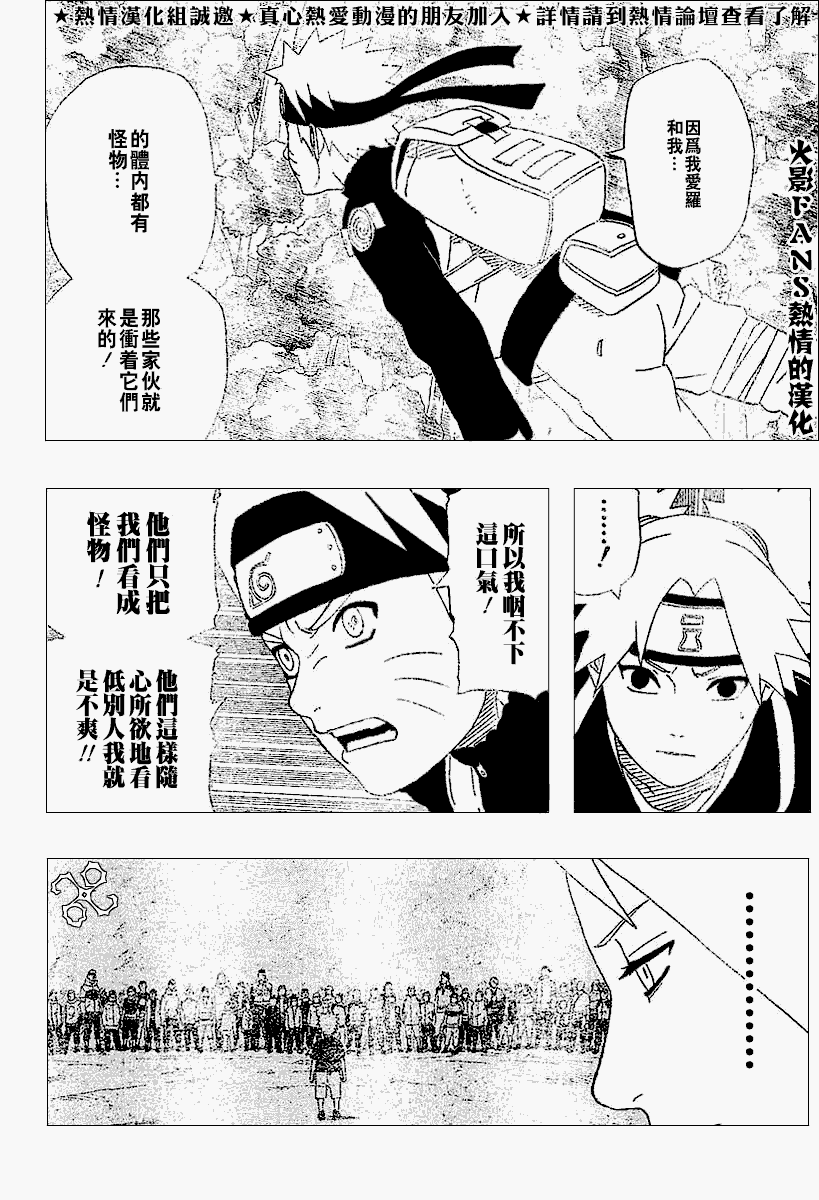 ★熱情漢化組誠邀★真心熱愛動漫的朋友加入★詳情請到熱情論壇查看了解
火影FANS熱情的漢化
因爲我愛羅
和我…
的體内都有
怪物…
那些家伙就
是衝着它們
來的！
……！
所以我咽不下
這口氣！
他們只把
我們看成
怪物！
他們這樣隨
心所欲地看
低別人我就
是不爽！！
…………